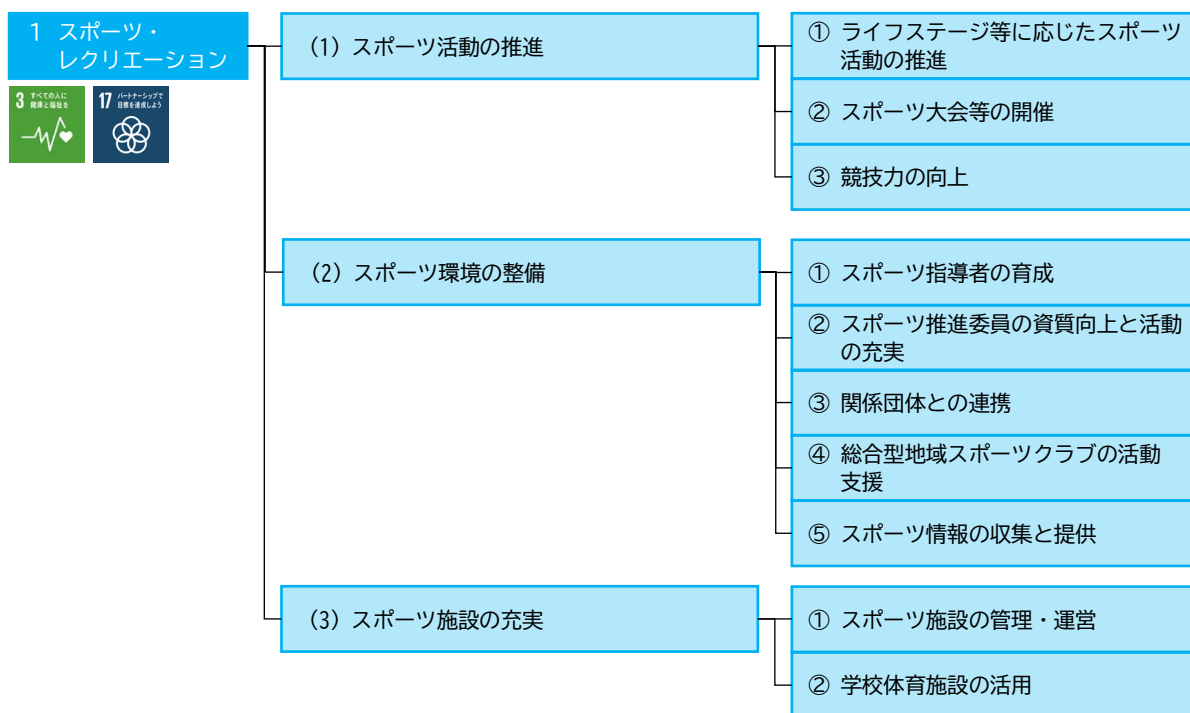 1 スポーツ・
レクリエーション
3 すべての人に
健康と福祉を
17 パートナーシップで
目標を達成しよう
(1) スポーツ活動の推進
① ライフステージ等に応じたスポーツ
活動の推進
② スポーツ大会等の開催
③ 競技力の向上
(2) スポーツ環境の整備
① スポーツ指導者の育成
② スポーツ推進委員の資質向上と活動
の充実
③ 関係団体との連携
④ 総合型地域スポーツクラブの活動
支援
⑤ スポーツ情報の収集と提供
(3) スポーツ施設の充実
① スポーツ施設の管理・運営
② 学校体育施設の活用